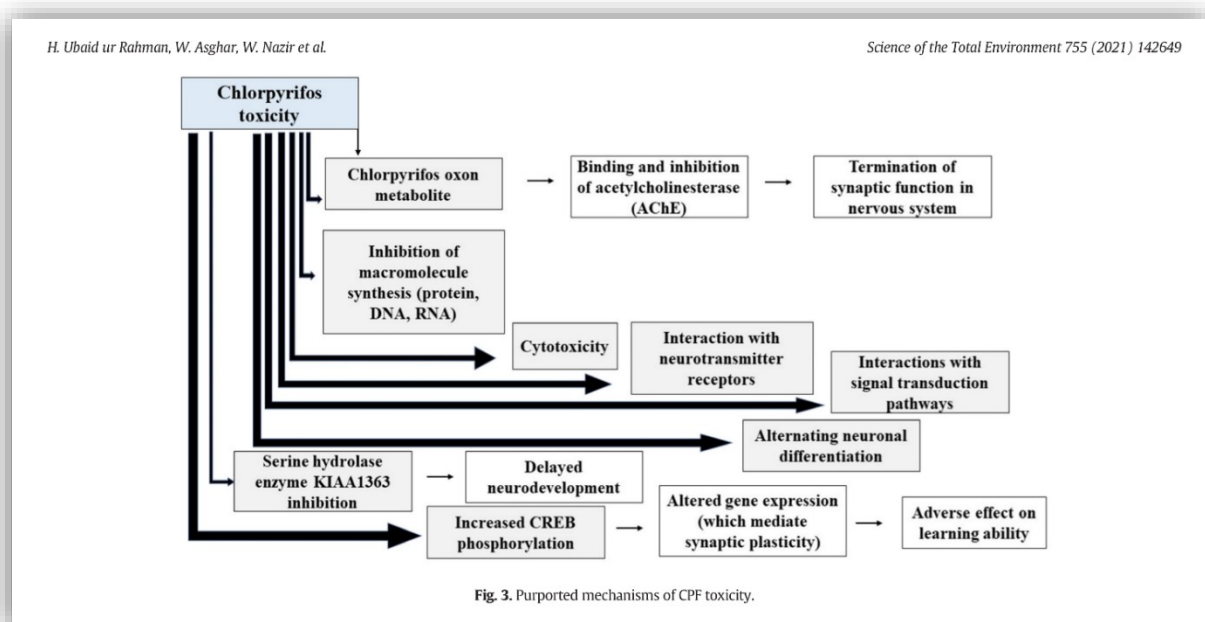 H. Ubaid ur Rahman, W. Asghar, W. Nazir et al.
Science of the Total Environment 755 (2021) 142649
Chlorpyrifos
toxicity
Chlorpyrifos oxon
metabolite
Binding and inhibition
of acetylcholinesterase
(AChE)
Termination of
synaptic function in
nervous system
Inhibition of
macromolecule
synthesis (protein,
DNA, RNA)
Cytotoxicity
Interaction with
neurotransmitter
receptors
Interactions with
signal transduction
pathways
Alternating neuronal
differentiation
Serine hydrolase
enzyme KIAA1363
inhibition
Delayed
neurodevelopment
Increased CREB
phosphorylation
Altered gene expression
(which mediate
synaptic plasticity)
Adverse effect on
learning ability
Fig. 3. Purported mechanisms of CPF toxicity.